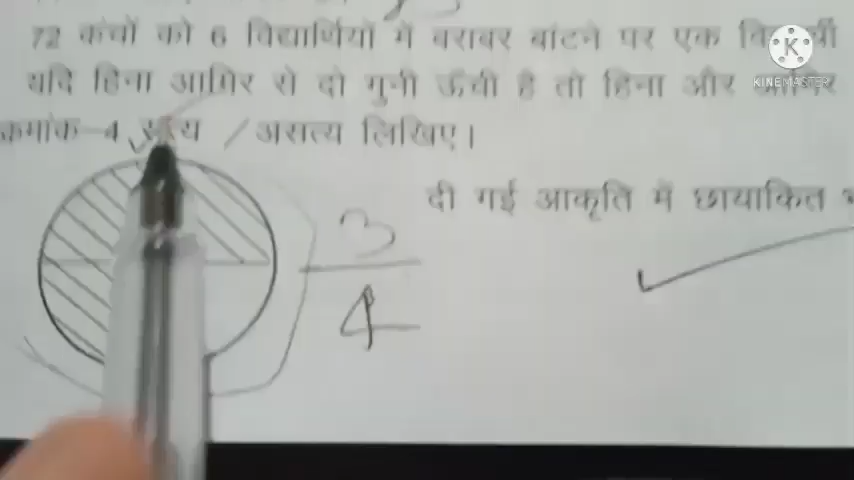 72 कंचों को 6 विद्यार्थियों में बराबर बांटने पर एक
यदि हिना आमिर से दो गुनी ऊँची है तो हिना और आमिर
क्रमांक-4 सत्य / असत्य लिखिए।
दी गई आकृति में छायाकित
3
4
K
KINEMASTER